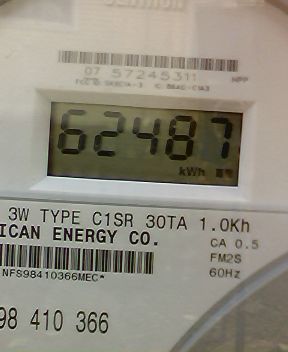 07 57245311
62487
kWh
3W TYPE C1SR 30TA 1.0Kh
ICAN ENERGY CO.
CA 0.5
FM2S
60Hz
NFS98410366MEC*
98 410 366